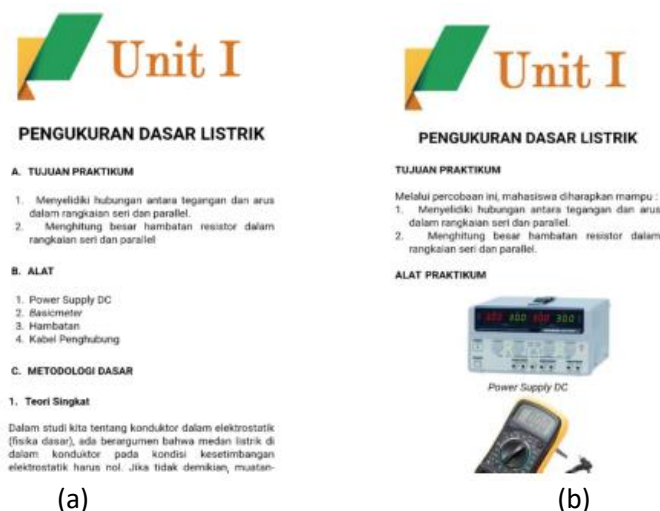 Unit I
PENGUKURAN DASAR LISTRIK
A. TUJUAN PRAKTIKUM
1. Menyelidiki hubungan antara tegangan dan arus
dalam rangkaian seri dan parallel.
2. Menghitung besar hambatan resistor dalam
rangkaian seri dan parallel
B. ALAT
1. Power Supply DC
2. Basicmeter
3. Hambatan
4. Kabel Penghubung
C. METODOLOGI DASAR
1. Teori Singkat
Dalam studi kita tentang konduktor dalam elektrostatik
(fisika dasar), ada berargumen bahwa medan listrik di
dalam konduktor pada kondisi kesetimbangan
elektrostatik harus nol. Jika tidak demikian, muatan-
(a)
Unit I
PENGUKURAN DASAR LISTRIK
TUJUAN PRAKTIKUM
Melalui percobaan ini, mahasiswa diharapkan mampu :
1. Menyelidiki hubungan antara tegangan dan arus
dalam rangkaian seri dan parallel.
2. Menghitung besar hambatan resistor dalam
rangkaian seri dan parallel.
ALAT PRAKTIKUM
Power Supply DC
(b)